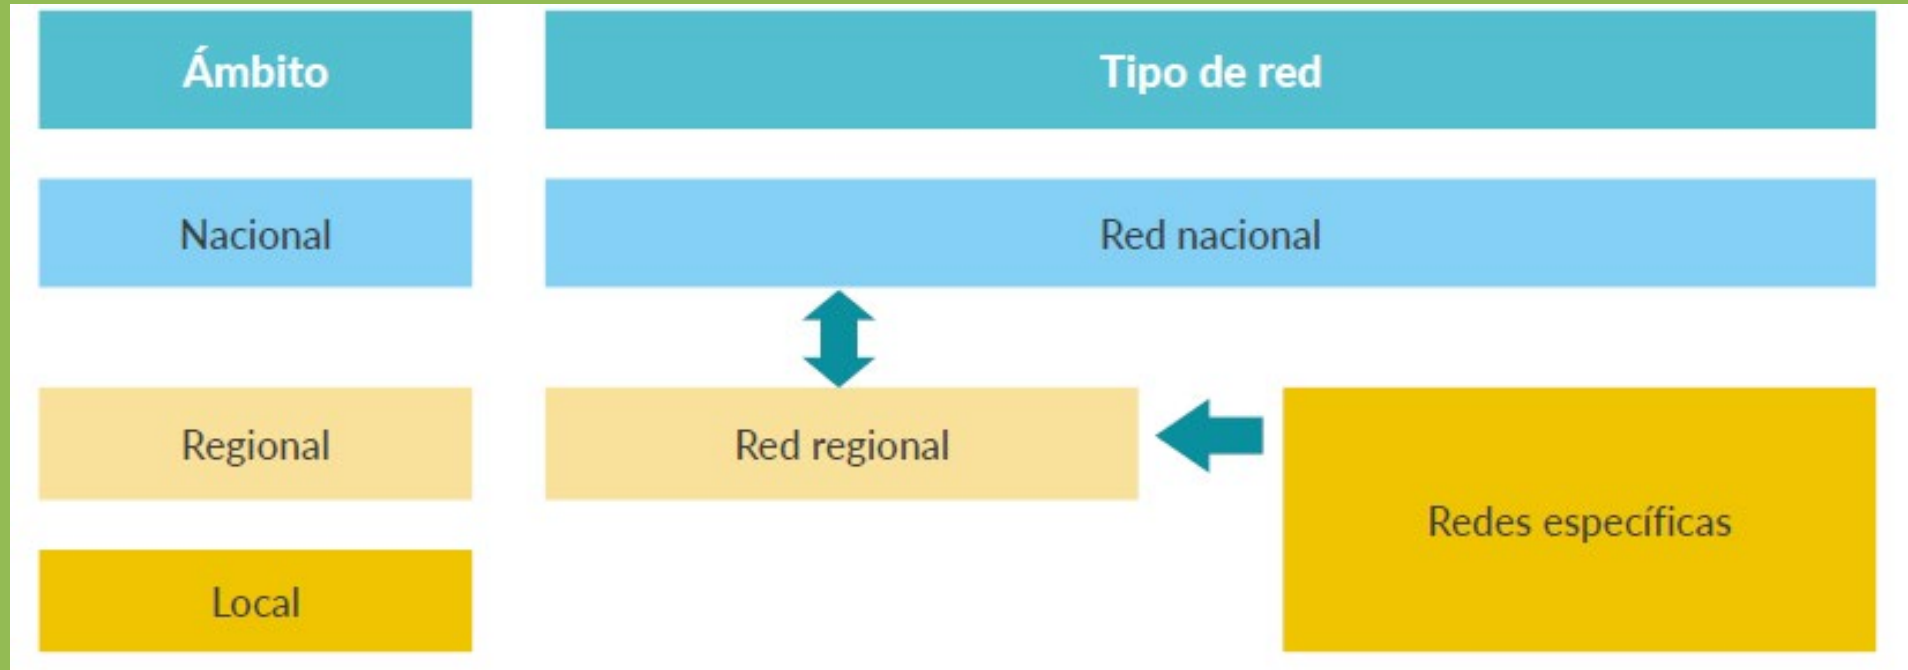 Ámbito
Tipo de red
Nacional
Red nacional
Regional
Red regional
Redes específicas
Local